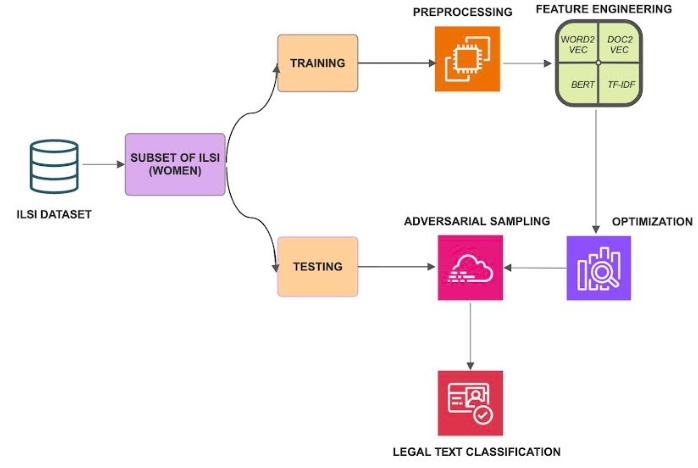 PREPROCESSING
FEATURE ENGINEERING
WORD2
VEC
DOC2
VEC
BERT
TF-IDF
TRAINING
ILSI DATASET
SUBSET OF ILSI
(WOMEN)
TESTING
ADVERSARIAL SAMPLING
OPTIMIZATION
LEGAL TEXT CLASSIFICATION